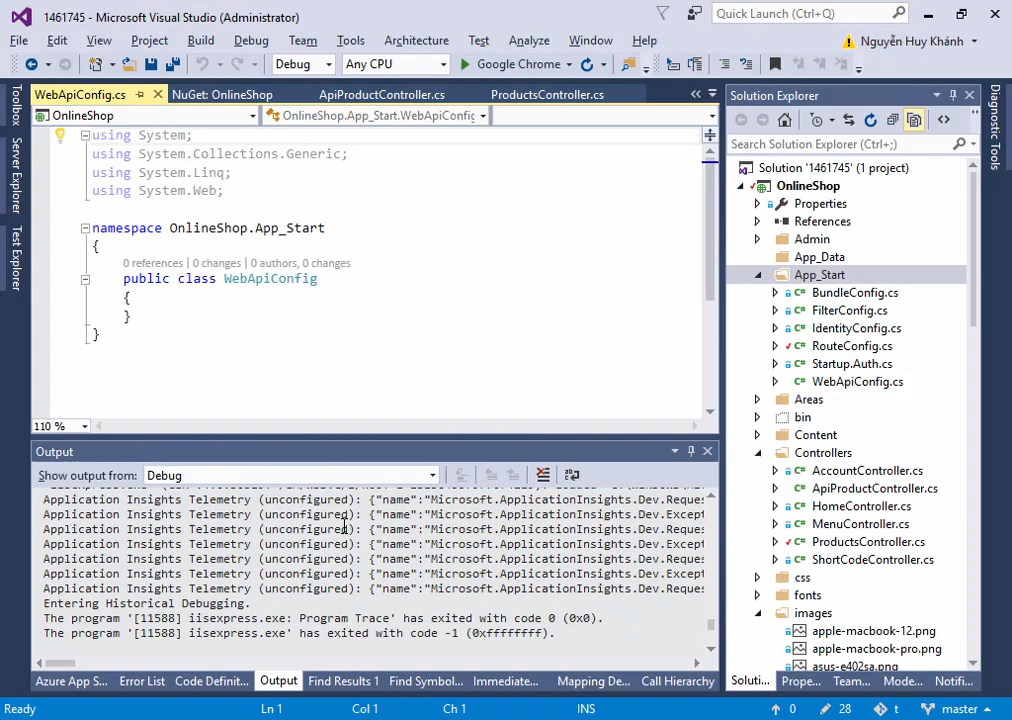 1461745 - Microsoft Visual Studio (Administrator)
Quick Launch (Ctrl+Q)
File Edit View Project Build Debug Team Tools Architecture Test Analyze Window Help
Nguyễn Huy Khánh
Debug Any CPU Google Chrome
WebApiConfig.cs NuGet: OnlineShop ApiProductController.cs ProductsController.cs
OnlineShop OnlineShop.App_Start.WebApiConfig
Toolbox
Server Explorer
Test Explorer
using System;
using System.Collections.Generic;
using System.Linq;
using System.Web;
namespace OnlineShop.App_Start
{
0 references | 0 changes | 0 authors, 0 changes
public class WebApiConfig
{
}
}
110 %
Output
Show output from: Debug
Application Insights Telemetry (unconfigured): {"name":"Microsoft.ApplicationInsights.Dev.Reque
Application Insights Telemetry (unconfigured): {"name":"Microsoft.ApplicationInsights.Dev.Except
Application Insights Telemetry (unconfigured): {"name":"Microsoft.ApplicationInsights.Dev.Reque
Application Insights Telemetry (unconfigured): {"name":"Microsoft.ApplicationInsights.Dev.Except
Application Insights Telemetry (unconfigured): {"name":"Microsoft.ApplicationInsights.Dev.Reque
Application Insights Telemetry (unconfigured): {"name":"Microsoft.ApplicationInsights.Dev.Except
Application Insights Telemetry (unconfigured): {"name":"Microsoft.ApplicationInsights.Dev.Reque
Entering Historical Debugging.
The program '[11588] iisexpress.exe: Program Trace' has exited with code 0 (0x0).
The program '[11588] iisexpress.exe' has exited with code -1 (0xffffffff).
Azure App S... Error List Code Definit... Output Find Results 1 Find Symbol... Immediate... Mapping De... Call Hierarchy
Solution Explorer
Search Solution Explorer (Ctrl+;)
Solution '1461745' (1 project)
OnlineShop
Properties
References
Admin
App_Data
App_Start
BundleConfig.cs
FilterConfig.cs
IdentityConfig.cs
RouteConfig.cs
Startup.Auth.cs
WebApiConfig.cs
Areas
bin
Content
Controllers
AccountController.cs
ApiProductController.cs
HomeController.cs
MenuController.cs
ProductsController.cs
ShortCodeController.cs
css
fonts
images
apple-macbook-12.png
apple-macbook-pro.png
asus-e402sa.png
Soluti... Prope... Team... Mode... Notifi...
Diagnostic Tools
Ready Ln 1 Col 1 Ch 1 INS 0 28 t master